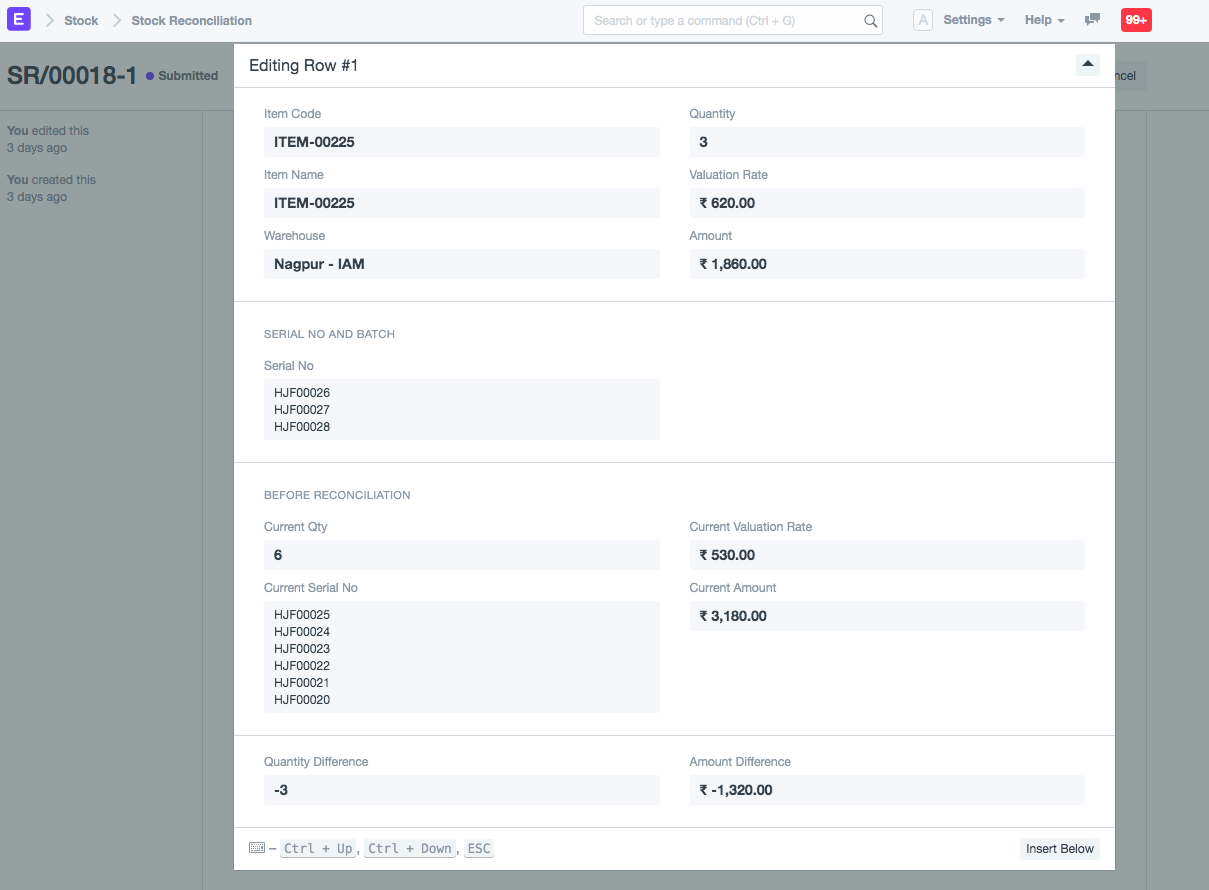 E
Stock
Stock Reconciliation
Search or type a command (Ctrl + G)
A
Settings
Help
99+
SR/00018-1
Submitted
ncel
You edited this
3 days ago
You created this
3 days ago
Editing Row #1
Item Code
ITEM-00225
Quantity
3
Item Name
ITEM-00225
Valuation Rate
₹ 620.00
Warehouse
Nagpur - IAM
Amount
₹ 1,860.00
SERIAL NO AND BATCH
Serial No
HJF00026
HJF00027
HJF00028
BEFORE RECONCILIATION
Current Qty
6
Current Valuation Rate
₹ 530.00
Current Serial No
HJF00025
HJF00024
HJF00023
HJF00022
HJF00021
HJF00020
Current Amount
₹ 3,180.00
Quantity Difference
-3
Amount Difference
₹ -1,320.00
– Ctrl + Up, Ctrl + Down, ESC
Insert Below